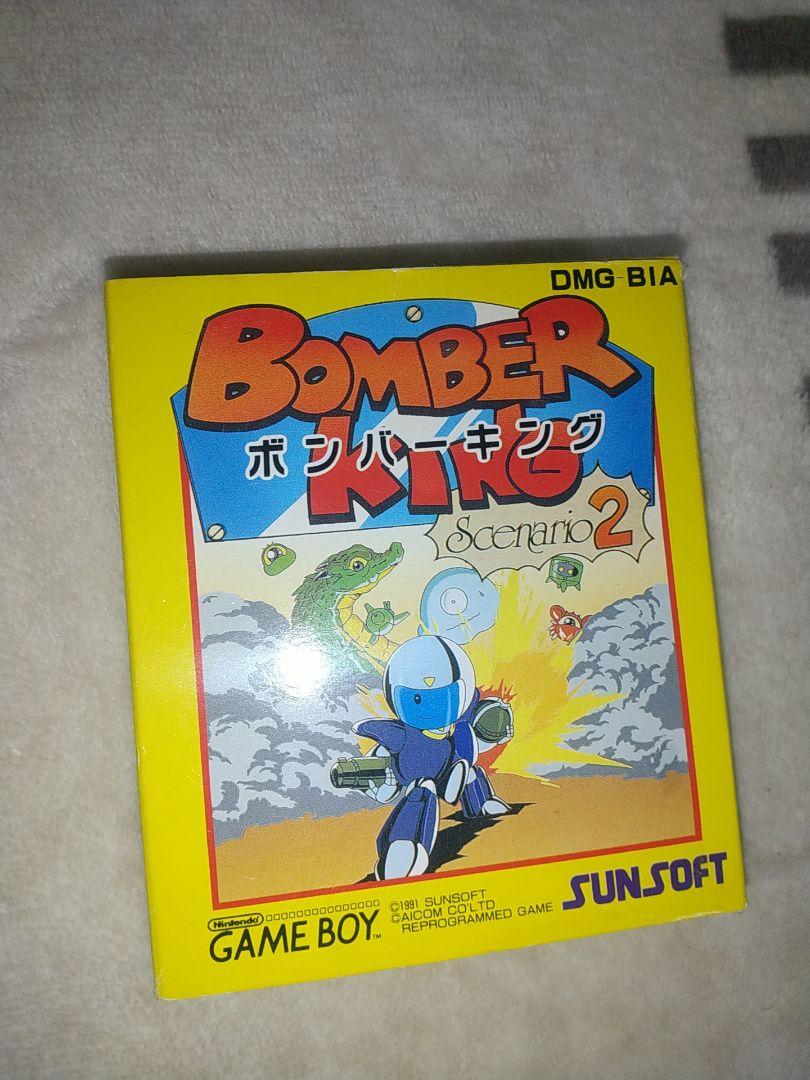 DMG-BIA
BOMBER
KING
ボンバーキング
Scenario 2
Nintendo
GAME BOY™
©1991 SUNSOFT
©AICOM CO'LTD
REPROGRAMMED GAME
SUNSOFT